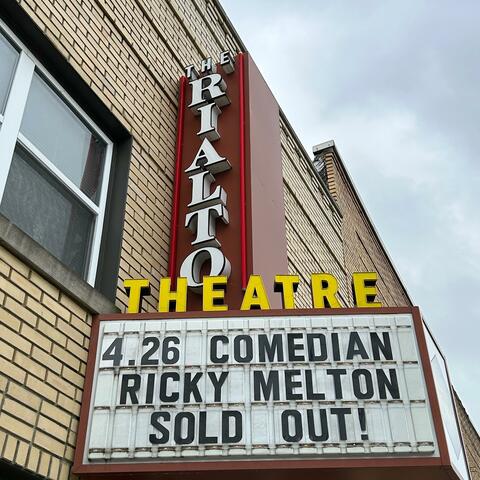 THE
RIALTO
THEATRE
4.26 COMEDIAN
RICKY MELTON
SOLD OUT!